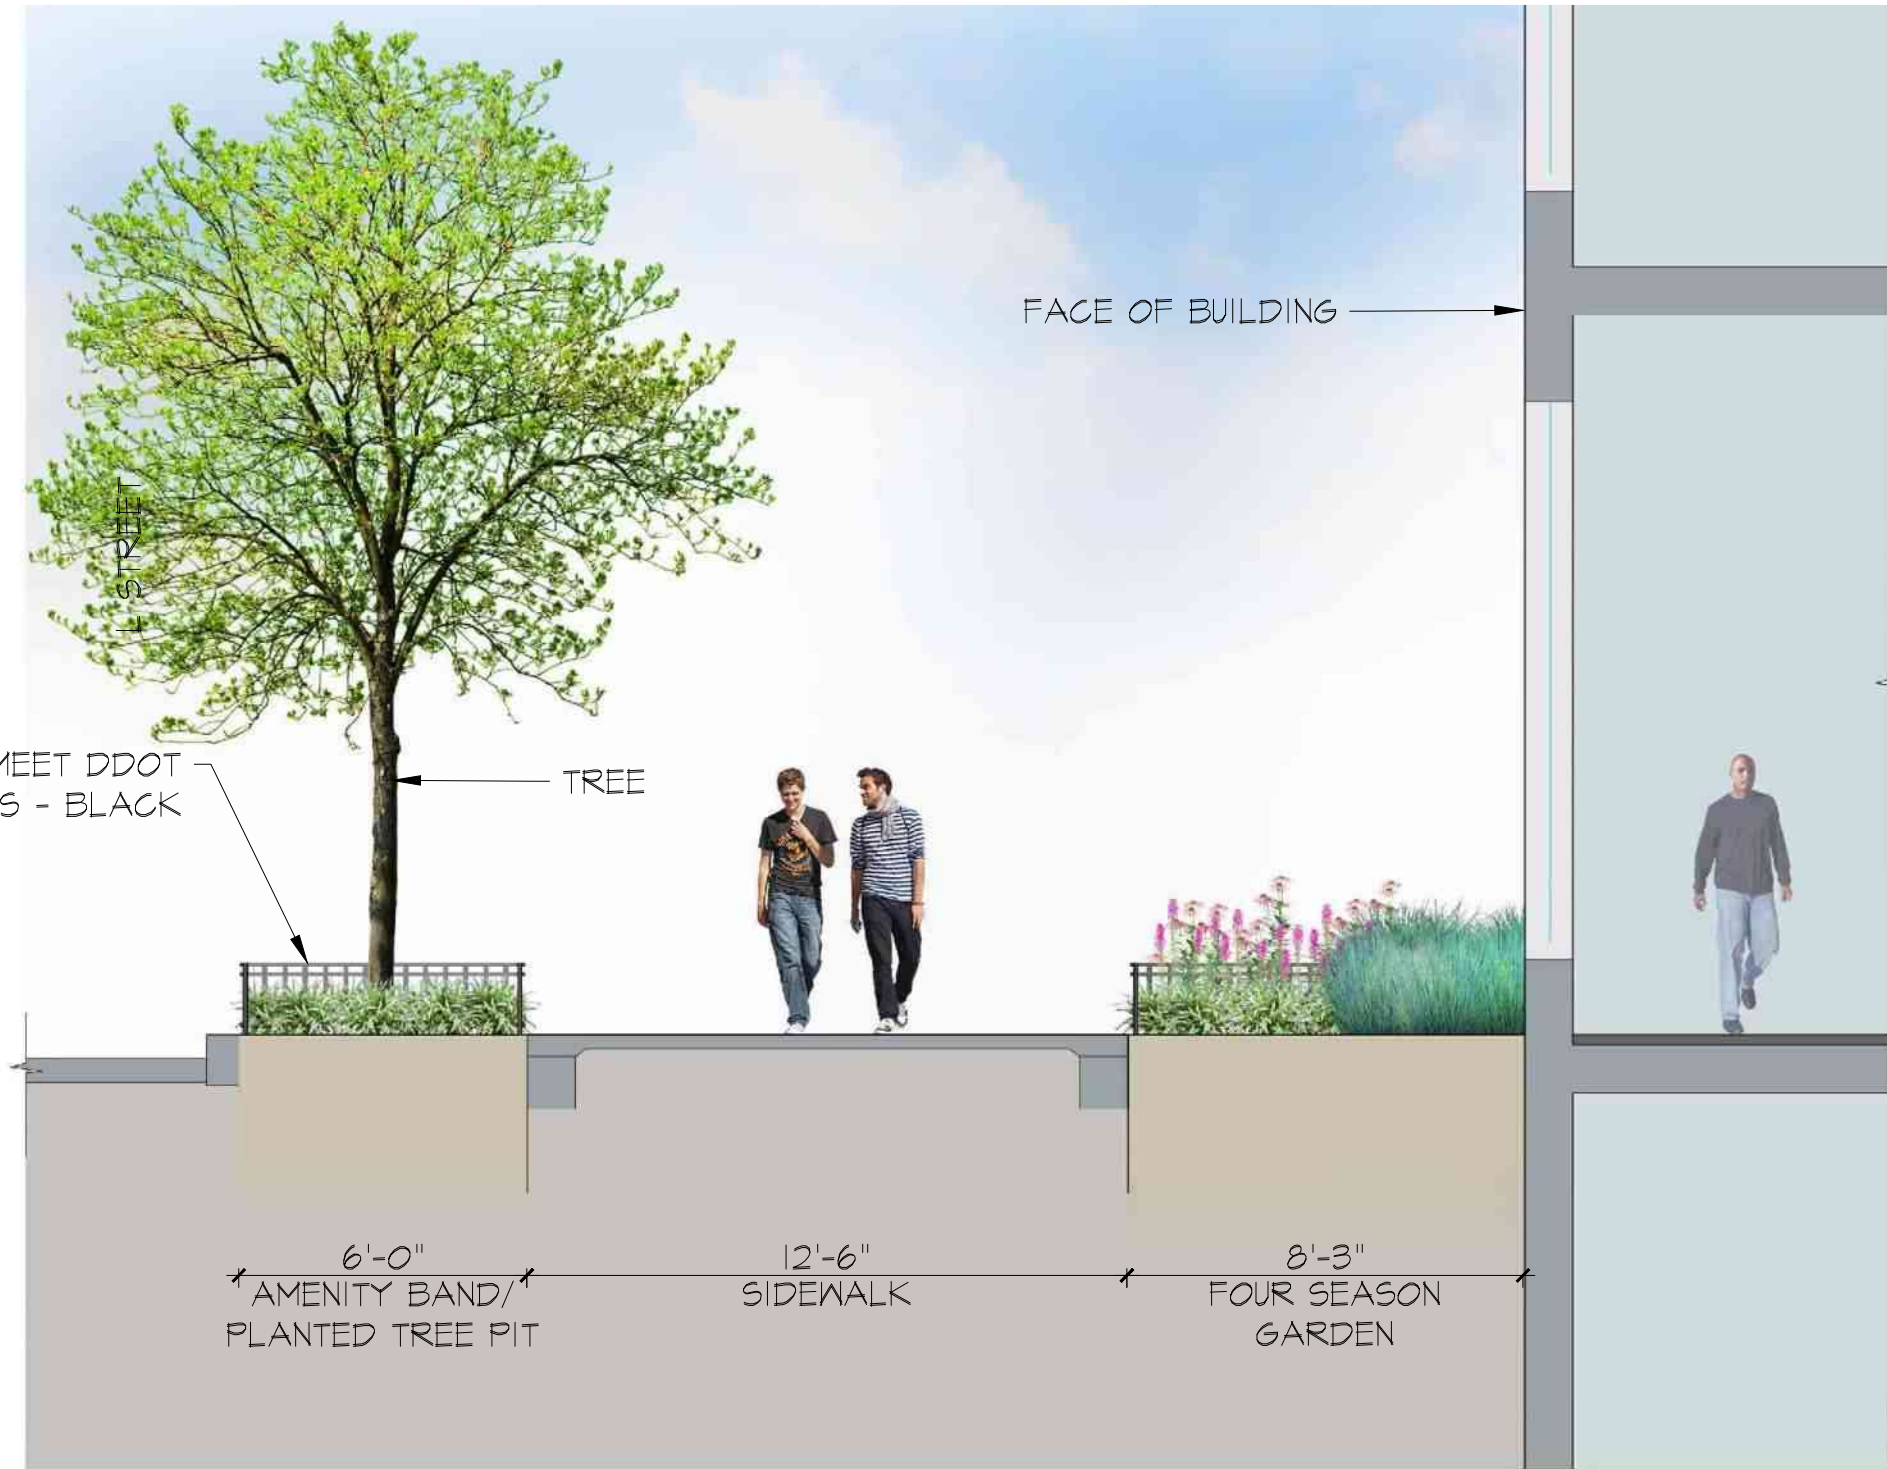 FACE OF BUILDING
L STREET
MEET DDOT
S - BLACK
TREE
6'-0"
AMENITY BAND/
PLANTED TREE PIT
12'-6"
SIDEWALK
8'-3"
FOUR SEASON
GARDEN